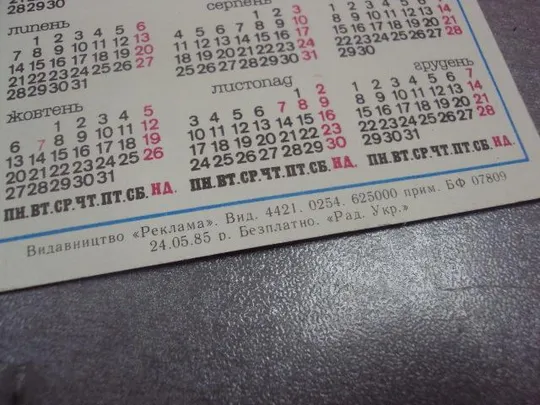 28 29 30
липень
1 2 3 4 5 6
7 8 9 10 11 12 13
14 15 16 17 18 19 20
21 22 23 24 25 26 27
28 29 30 31
серпень
1 2 3
4 5 6 7 8 9 10
11 12 13 14 15 16 17
18 19 20 21 22 23 24
25 26 27 28 29 30 31
8 9 10 11 12 13 14
15 16 17 18 19 20 21
22 23 24 25 26 27 28
29 30
жовтень
1 2 3 4 5
6 7 8 9 10 11 12
13 14 15 16 17 18 19
20 21 22 23 24 25 26
27 28 29 30 31
ПН.ВТ.СР.ЧТ.ПТ.СБ.НД.
листопад
1 2
3 4 5 6 7 8 9
10 11 12 13 14 15 16
17 18 19 20 21 22 23
24 25 26 27 28 29 30
ПН.ВТ.СР.ЧТ.ПТ.СБ.НД.
грудень
1 2 3 4 5 6 7
8 9 10 11 12 13 14
15 16 17 18 19 20 21
22 23 24 25 26 27 28
29 30 31
ПН.ВТ.СР.ЧТ.ПТ.СБ.НД.
Видавництво «Реклама». Вид. 4421. 0254. 625000 прим. БФ 07809
24.05.85 р. Безплатно. «Рад. Укр.»